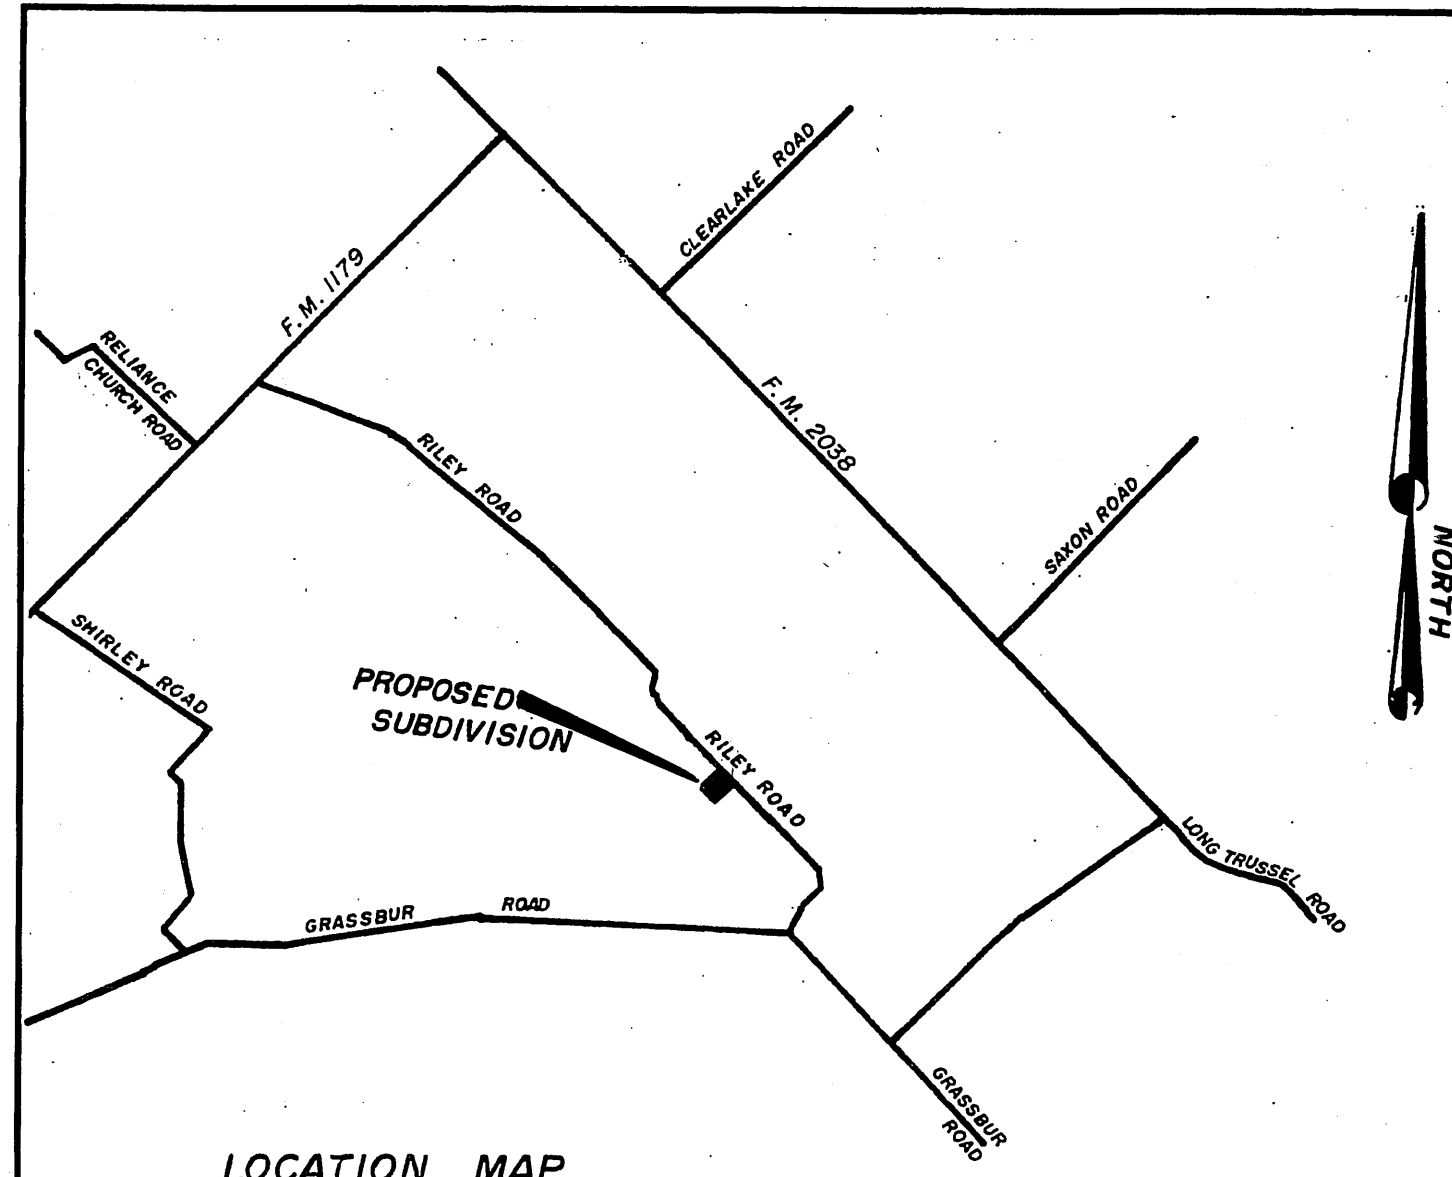 CLEARLAKE ROAD
F. M. 1179
RELIANCE
CHURCH ROAD
F. M. 2038
RILEY ROAD
SAXON ROAD
NORTH
SHIRLEY ROAD
PROPOSED
SUBDIVISION
RILEY ROAD
LONG TRUSSEL ROAD
GRASSBUR ROAD
GRASSBUR
ROAD
LOCATION MAP